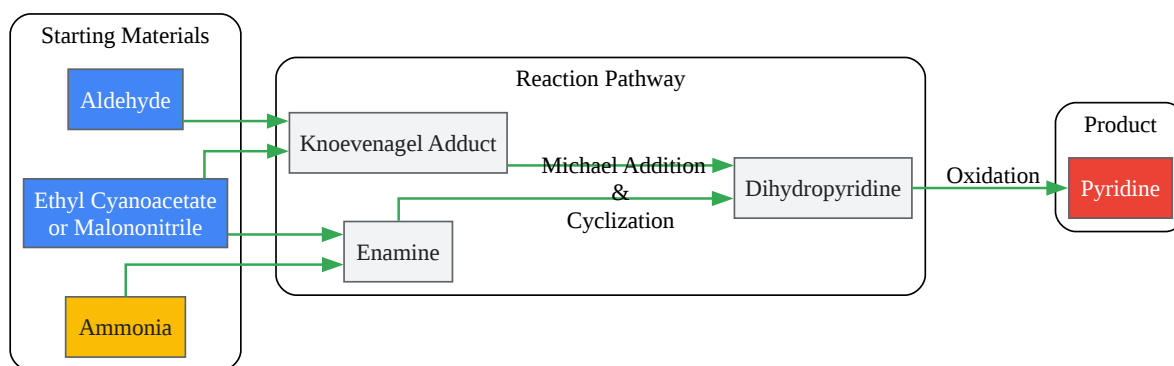 Starting Materials
Aldehyde
Ethyl Cyanoacetate
or Malononitrile
Ammonia
Reaction Pathway
Knoevenagel Adduct
Enamine
Michael Addition
&
Cyclization
Dihydropyridine
Oxidation
Product
Pyridine